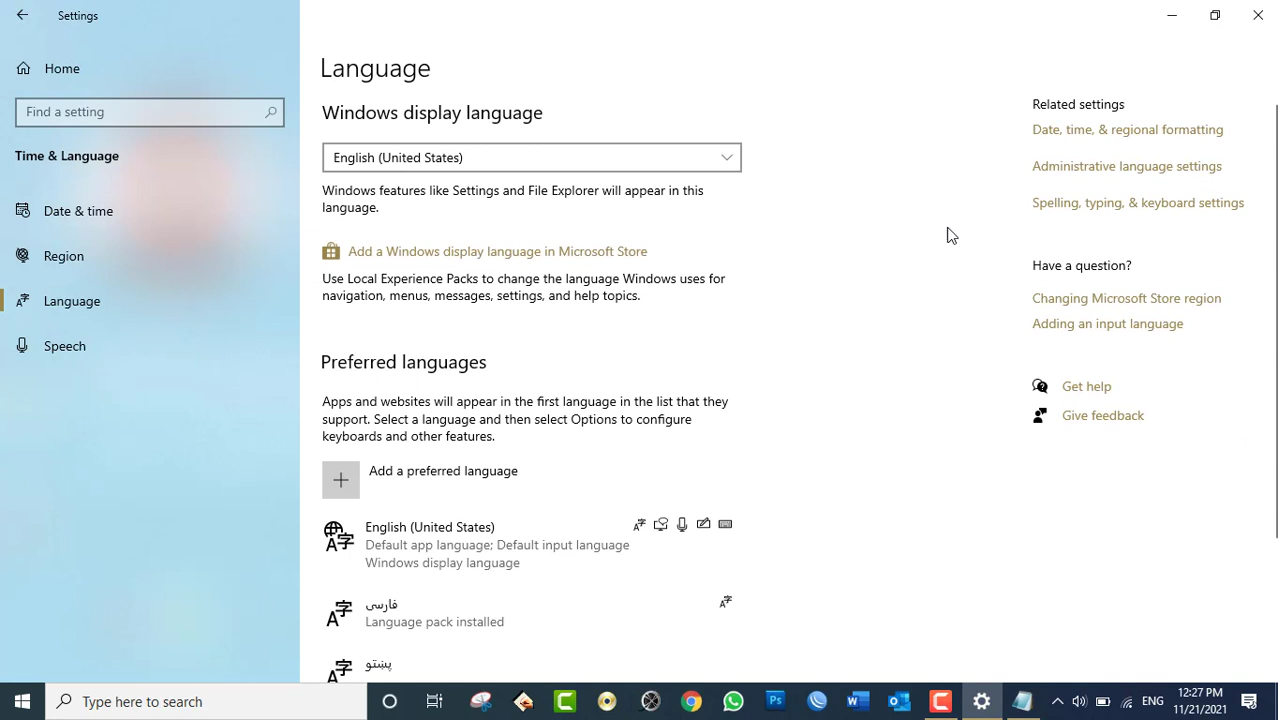 Settings
Home
Find a setting
Time & Language
Date & time
Region
Language
Speech
Language
Windows display language
English (United States)
Windows features like Settings and File Explorer will appear in this
language.
Add a Windows display language in Microsoft Store
Use Local Experience Packs to change the language Windows uses for
navigation, menus, messages, settings, and help topics.
Preferred languages
Apps and websites will appear in the first language in the list that they
support. Select a language and then select Options to configure
keyboards and other features.
Add a preferred language
English (United States)
Default app language; Default input language
Windows display language
فارسی
Language pack installed
پښتو
Related settings
Date, time, & regional formatting
Administrative language settings
Spelling, typing, & keyboard settings
Have a question?
Changing Microsoft Store region
Adding an input language
Get help
Give feedback
Type here to search
ENG
12:27 PM
11/21/2021